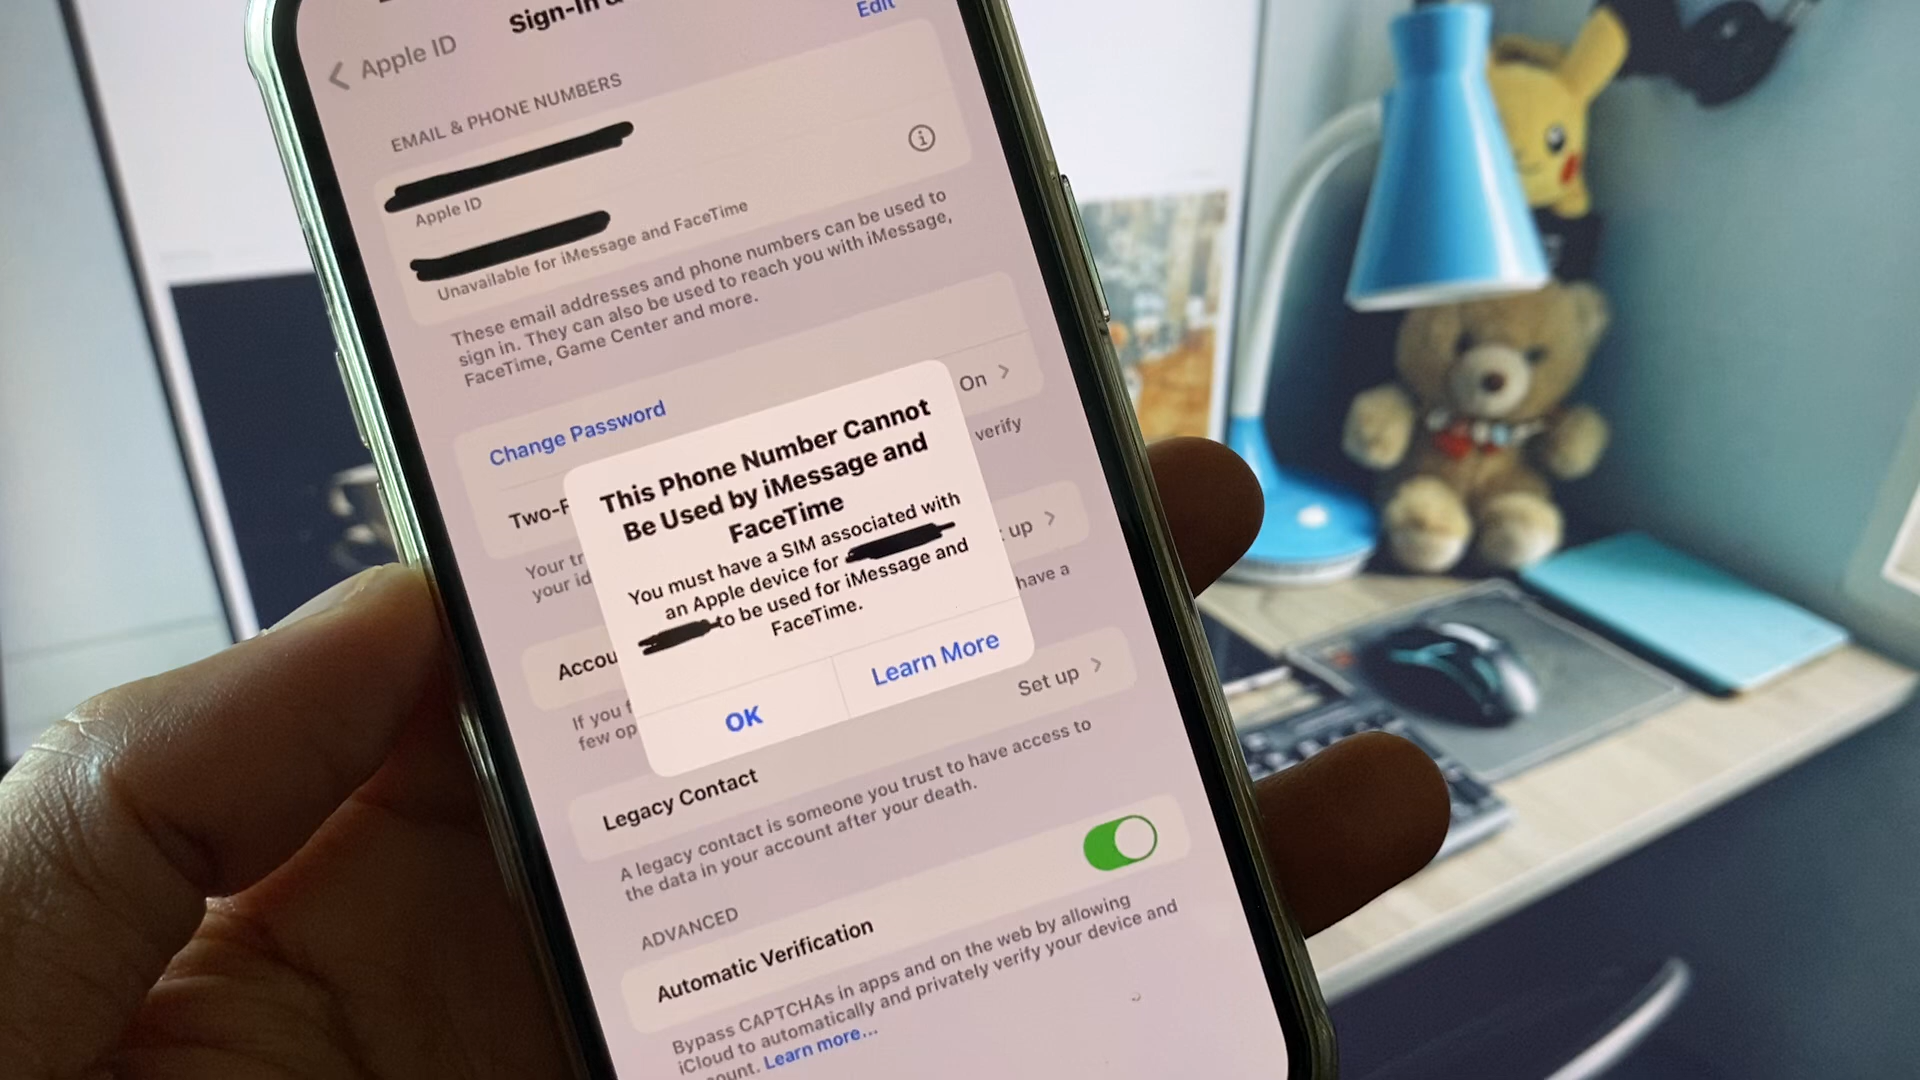 Apple ID
Sign-In &
Edit
EMAIL & PHONE NUMBERS
Apple ID
Unavailable for iMessage and FaceTime
These email addresses and phone numbers can be used to
sign in. They can also be used to reach you with iMessage,
FaceTime, Game Center and more.
Change Password
Two-F
On
Your tr
verify
your id
This Phone Number Cannot
Be Used by iMessage and
FaceTime
You must have a SIM associated with
an Apple device for
to be used for iMessage and
FaceTime.
OK
Learn More
Accou
up
If you f
have a
few op
Legacy Contact
Set up
A legacy contact is someone you trust to have access to
the data in your account after your death.
ADVANCED
Automatic Verification
Bypass CAPTCHAs in apps and on the web by allowing
iCloud to automatically and privately verify your device and
ount. Learn more...